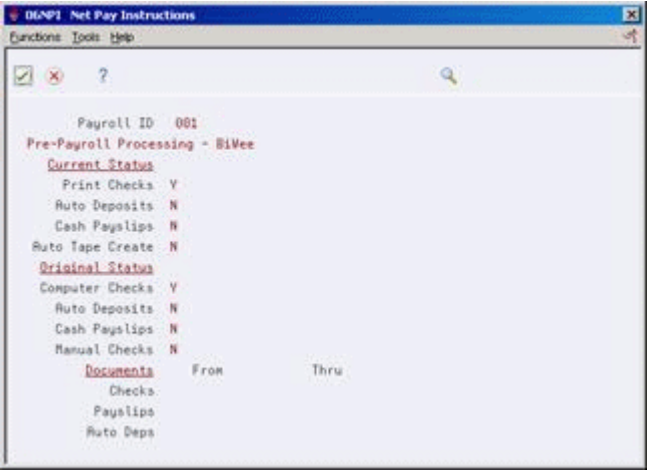 06NPI Net Pay Instructions
Functions Tools Help
?
Payroll ID 001
Pre-Payroll Processing - BiWee
Current Status
Print Checks Y
Auto Deposits N
Cash Payslips N
Auto Tape Create N
Original Status
Computer Checks Y
Auto Deposits N
Cash Payslips N
Manual Checks N
Documents From Thru
Checks
Payslips
Auto Deps